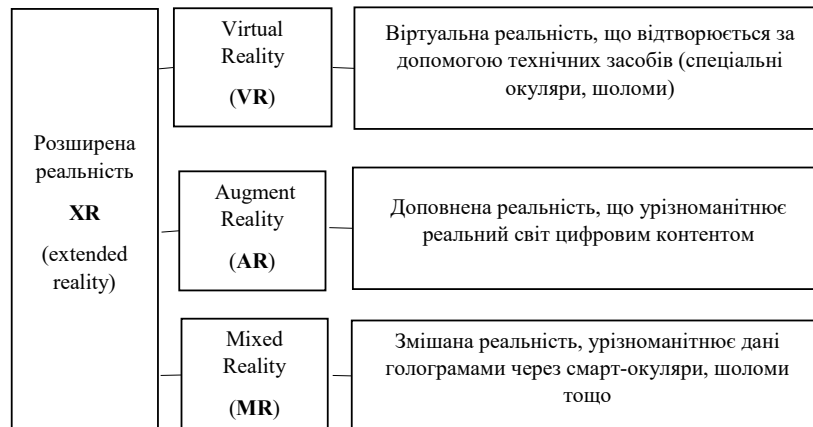 Розширена
реальність
XR
(extended
reality)
Virtual
Reality
(VR)
Віртуальна реальність, що відтворюється за
допомогою технічних засобів (спеціальні
окуляри, шоломи)
Augment
Reality
(AR)
Доповнена реальність, що урізноманітнює
реальний світ цифровим контентом
Mixed
Reality
(MR)
Змішана реальність, урізноманітнює дані
голограмами через смарт-окуляри, шоломи
тощо